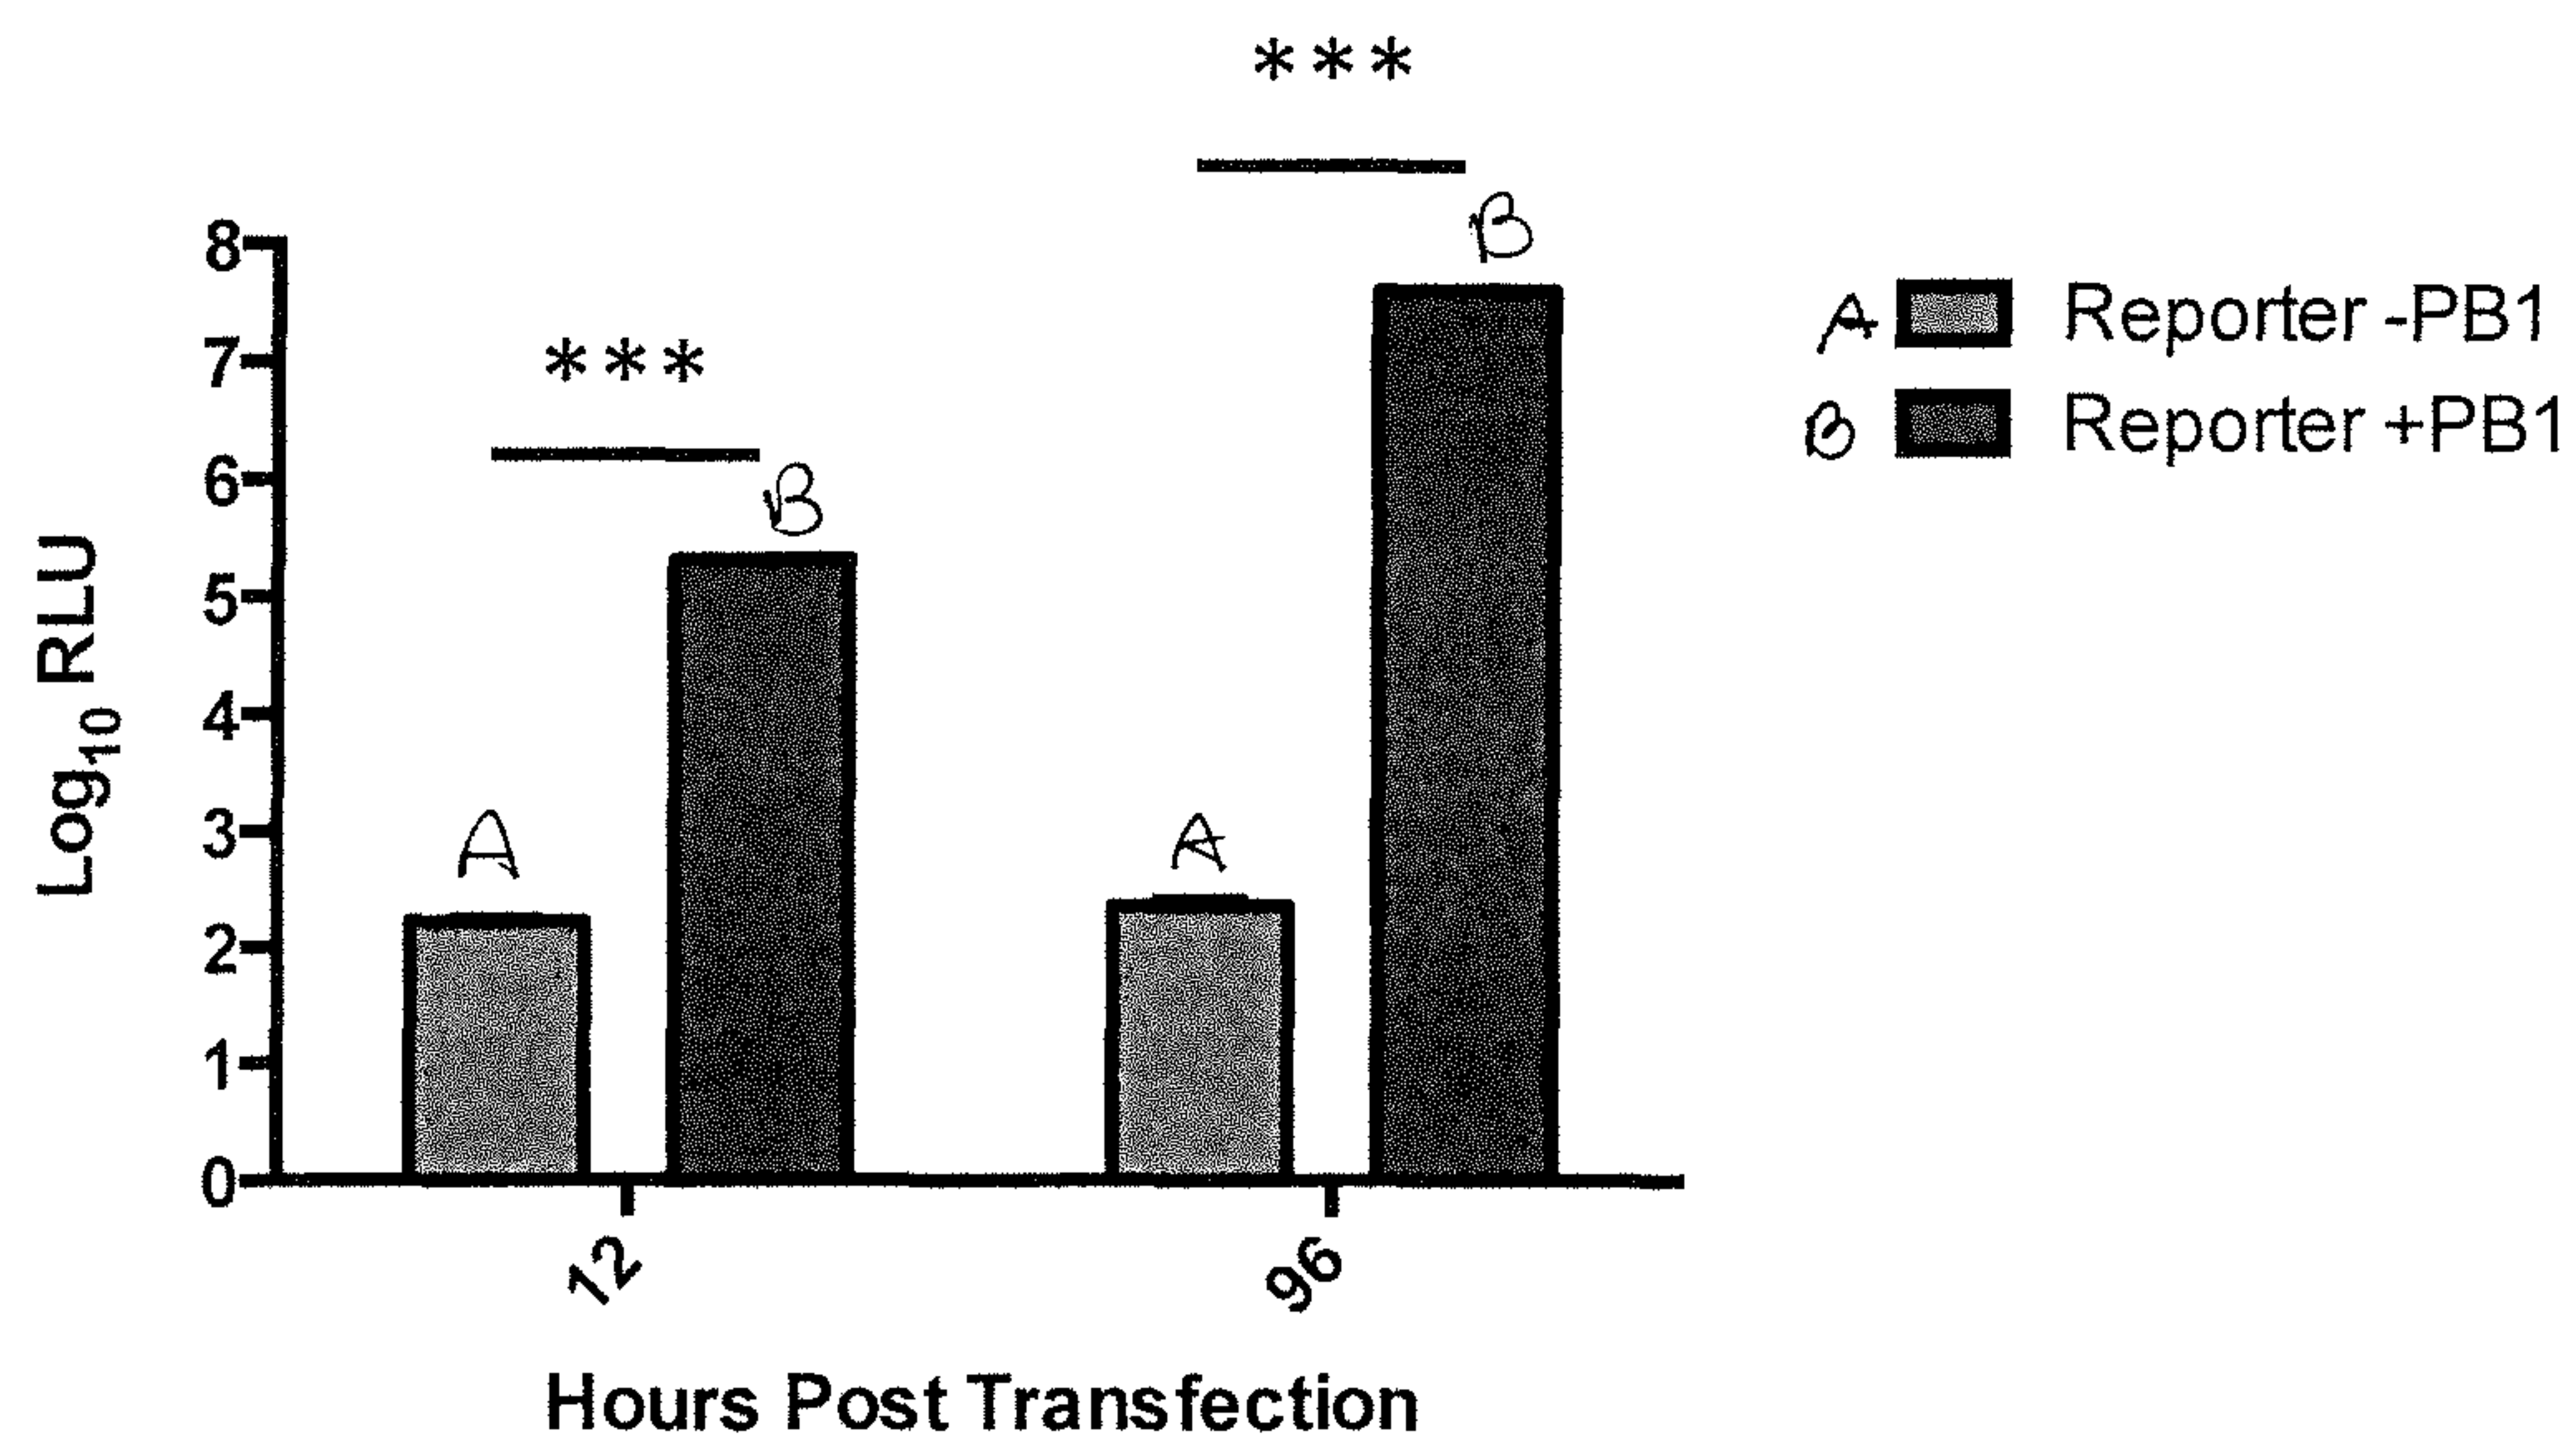 ***
***
B
8
A Reporter -PB1
7
***
B Reporter +PB1
6
B
5
Log10 RLU
4
3
A
A
2
1
0
12
96
Hours Post Transfection